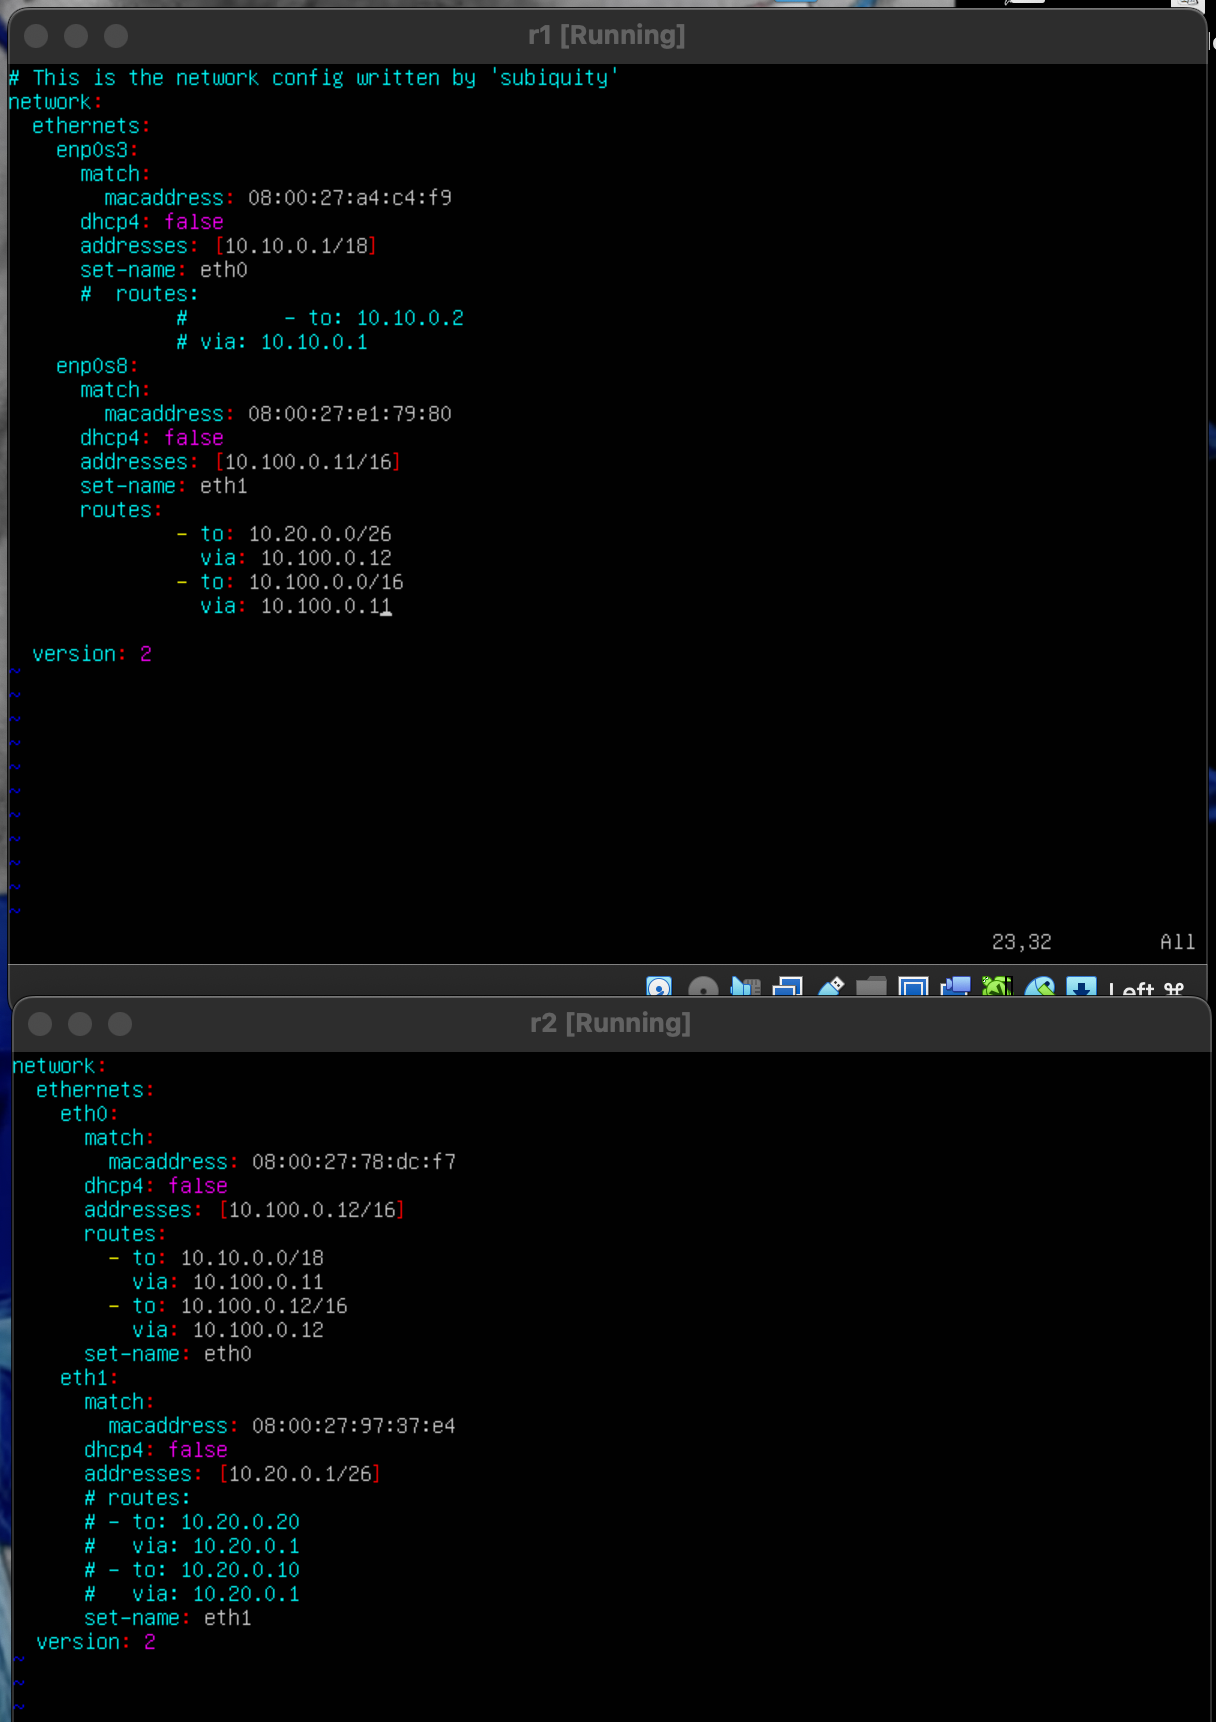 r1 [Running]
# This is the network config written by 'subiquity'
network:
  ethernets:
    enp0s3:
      match:
        macaddress: 08:00:27:a4:c4:f9
      dhcp4: false
      addresses: [10.10.0.1/18]
      set-name: eth0
      #  routes:
              #        - to: 10.10.0.2
              # via: 10.10.0.1
    enp0s8:
      match:
        macaddress: 08:00:27:e1:79:80
      dhcp4: false
      addresses: [10.100.0.11/16]
      set-name: eth1
      routes:
              - to: 10.20.0.0/26
                via: 10.100.0.12
              - to: 10.100.0.0/16
                via: 10.100.0.11
  version: 2
~
~
~
~
~
~
~
~
~
~
~
23,32 All
Left ⌘
r2 [Running]
network:
  ethernets:
    eth0:
      match:
        macaddress: 08:00:27:78:dc:f7
      dhcp4: false
      addresses: [10.100.0.12/16]
      routes:
        - to: 10.10.0.0/18
          via: 10.100.0.11
        - to: 10.100.0.12/16
          via: 10.100.0.12
      set-name: eth0
    eth1:
      match:
        macaddress: 08:00:27:97:37:e4
      dhcp4: false
      addresses: [10.20.0.1/26]
      # routes:
      # - to: 10.20.0.20
      #   via: 10.20.0.1
      # - to: 10.20.0.10
      #   via: 10.20.0.1
      set-name: eth1
  version: 2
~
~
~